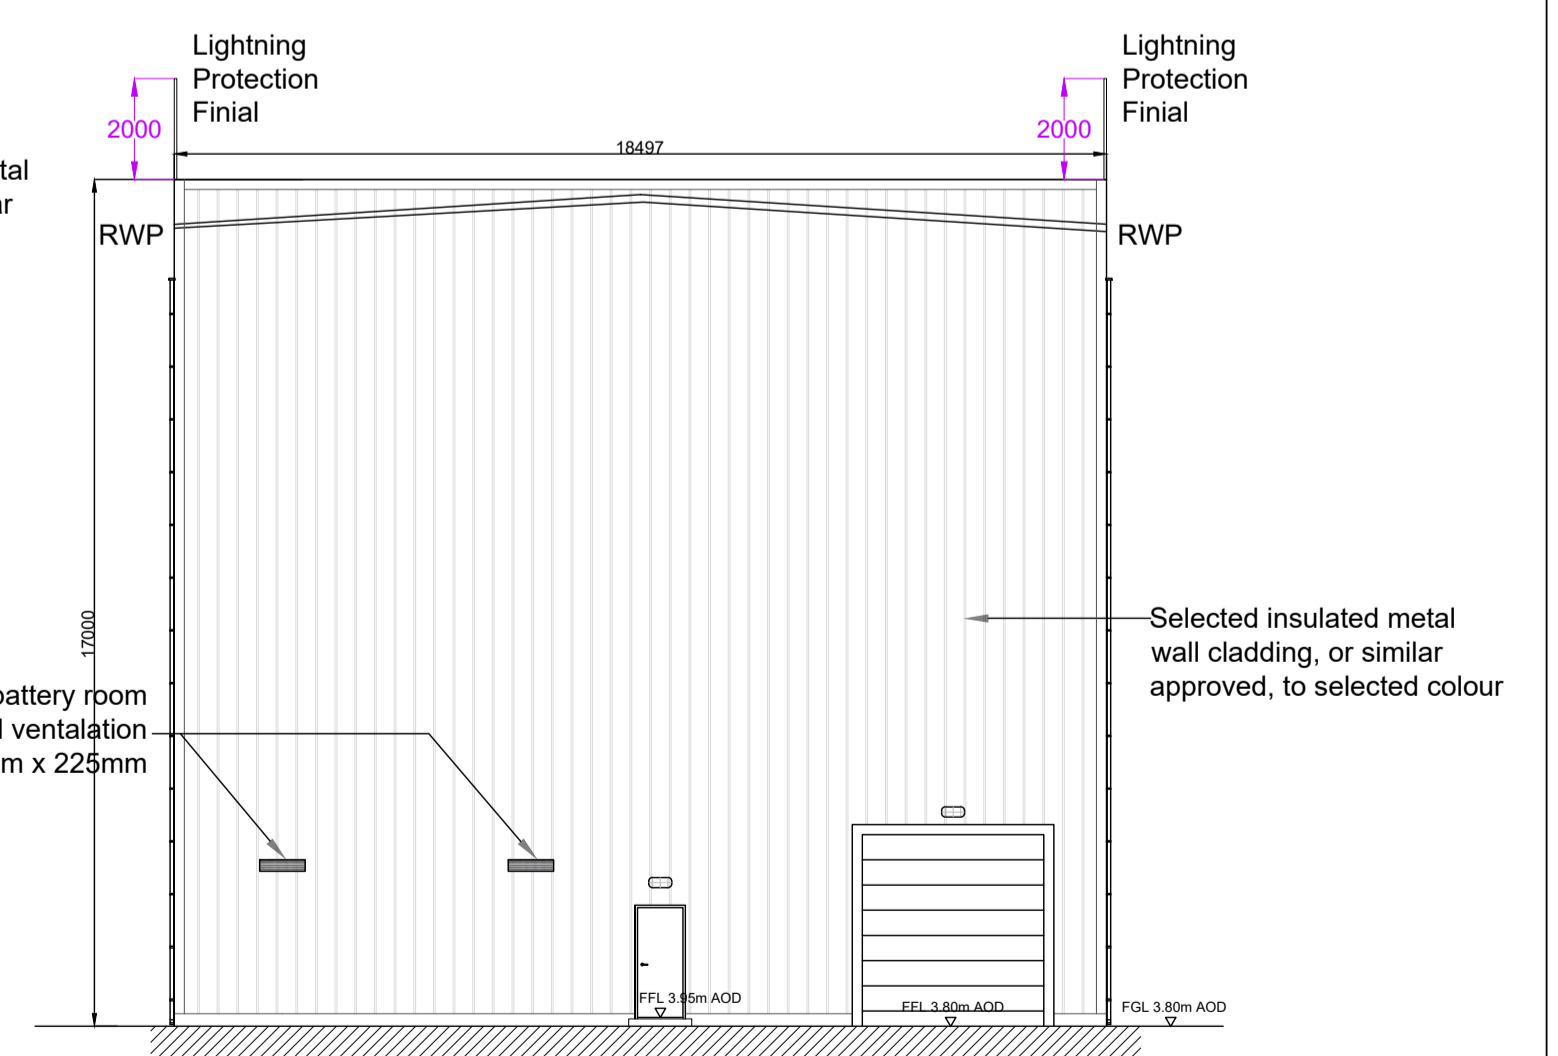 Lightning
Protection
Finial
Lightning
Protection
Finial
2000
2000
18497
RWP
RWP
17000
Selected insulated metal
wall cladding, or similar
approved, to selected colour
room
ventalation
x 225mm
FFL 3.95m AOD
FFL 3.80m AOD
FGL 3.80m AOD